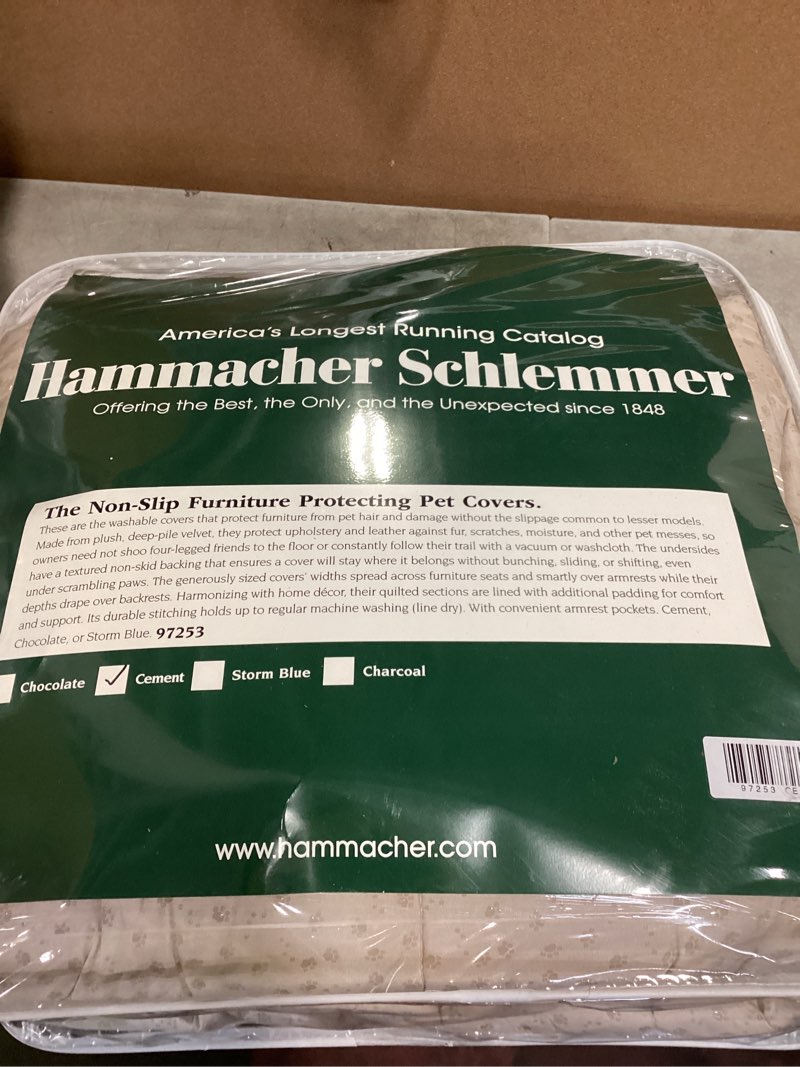 America's Longest Running Catalog
Hammacher Schlemmer
Offering the Best, the Only, and the Unexpected since 1848
The Non-Slip Furniture Protecting Pet Covers.
These are the washable covers that protect furniture from pet hair and damage without the slippage common to lesser models.
Made from plush, deep-pile velvet, they protect upholstery and leather against fur, scratches, moisture, and other pet messes, so
owners need not shoo four-legged friends to the floor or constantly follow their trail with a vacuum or washcloth. The undersides
have a textured non-skid backing that ensures a cover will stay where it belongs without bunching, sliding, or shifting, even
under scrambling paws. The generously sized covers' widths spread across furniture seats and smartly over armrests while their
depths drape over backrests. Harmonizing with home décor, their quilted sections are lined with additional padding for comfort
and support. Its durable stitching holds up to regular machine washing (line dry). With convenient armrest pockets. Cement,
Chocolate, or Storm Blue. 97253
Chocolate Cement Storm Blue Charcoal
97253 CE
www.hammacher.com